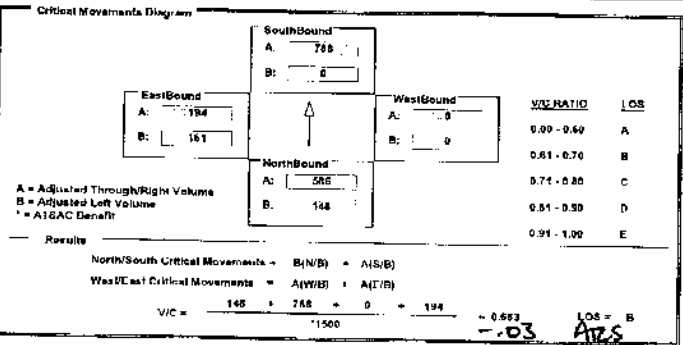 Critical Movements Diagram
SouthBound
A: 788
B: 0
EastBound
A: 194
B: 161
WestBound
A: 0
B: 0
NorthBound
A: 586
B: 148
V/C RATIO LOS
0.00 - 0.60 A
0.61 - 0.70 B
0.71 - 0.80 C
0.81 - 0.90 D
0.91 - 1.00 E
A = Adjusted Through/Right Volume
B = Adjusted Left Volume
* = ATSAC Benefit
Results
North/South Critical Movements = B(N/B) + A(S/B)
West/East Critical Movements = A(W/B) + A(E/B)
V/C = 148 + 788 + 0 + 194 = 0.683 LOS = B
*1500
-.03